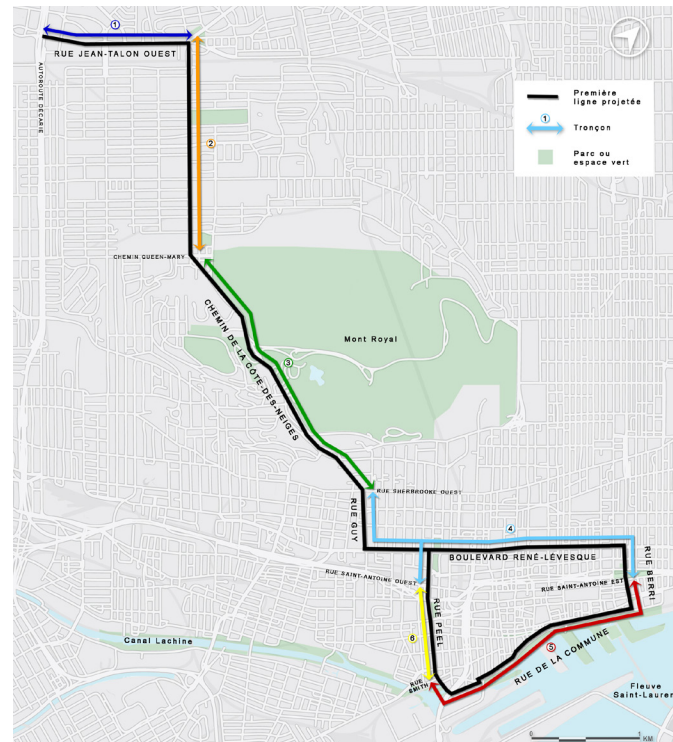 ①
RUE JEAN-TALON OUEST
AUTOROUTE DÉCARIE
②
Première
ligne projetée
①
Tronçon
Parc ou
espace vert
CHEMIN QUEEN-MARY
CHEMIN DE LA CÔTE-DES-NEIGES
Mont Royal
③
RUE SHERBROOKE OUEST
RUE GUY
④
BOULEVARD RENÉ-LÉVESQUE
RUE BERRI
RUE SAINT-ANTOINE OUEST
RUE SAINT-ANTOINE EST
RUE PEEL
Canal Lachine
⑥
RUE DE LA COMMUNE
⑤
RUE
SMITH
Fleuve
Saint-Lauren
0 1
KM